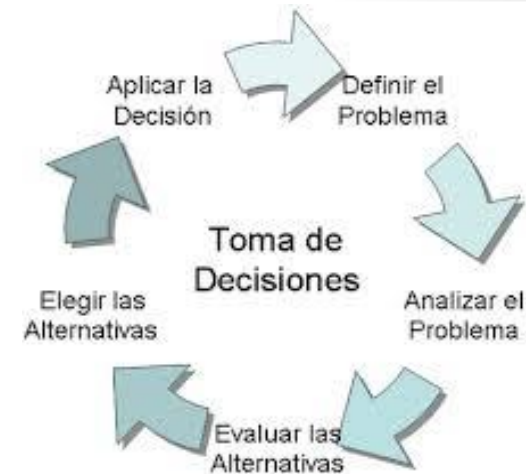 Aplicar la
Decisión
Definir el
Problema
Toma de
Decisiones
Elegir las
Alternativas
Analizar el
Problema
Evaluar las
Alternativas